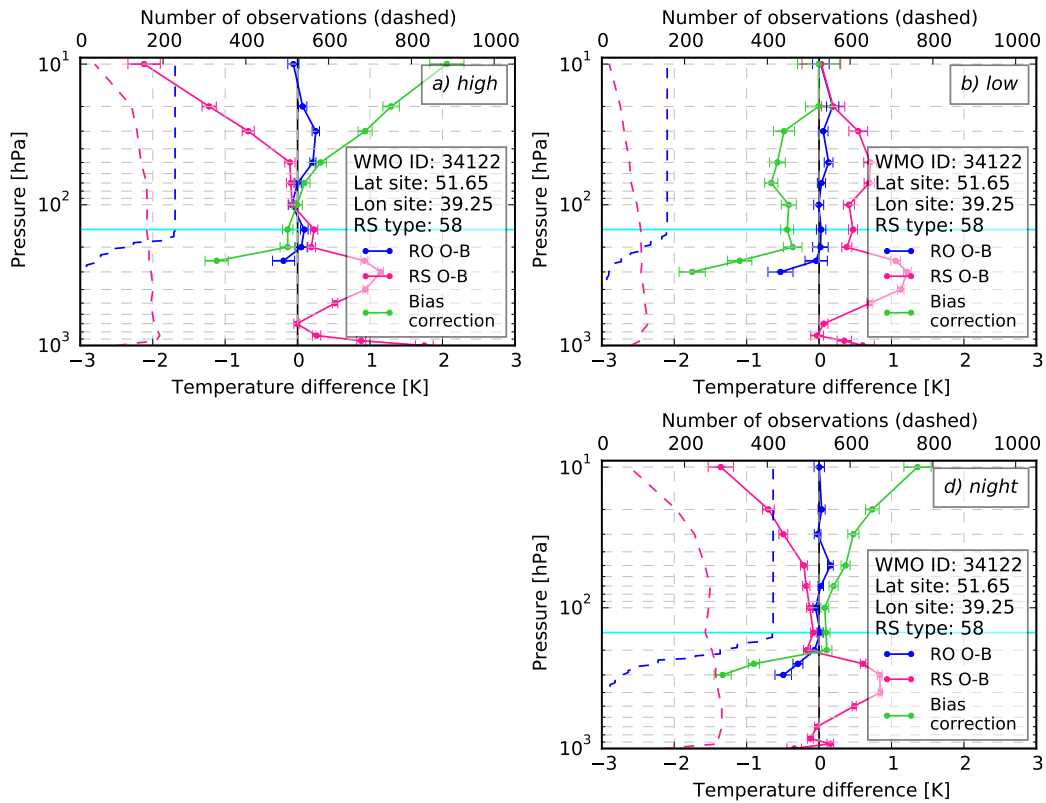 Number of observations (dashed)
0 200 400 600 800 1000
10¹
10²
10³
Pressure [hPa]
a) high
WMO ID: 34122
Lat site: 51.65
Lon site: 39.25
RS type: 58
RO O-B
RS O-B
Bias
correction
−3 −2 −1 0 1 2 3
Temperature difference [K]
Number of observations (dashed)
0 200 400 600 800 1000
10¹
10²
10³
Pressure [hPa]
b) low
WMO ID: 34122
Lat site: 51.65
Lon site: 39.25
RS type: 58
RO O-B
RS O-B
Bias
correction
−3 −2 −1 0 1 2 3
Temperature difference [K]
Number of observations (dashed)
0 200 400 600 800 1000
10¹
10²
10³
Pressure [hPa]
d) night
WMO ID: 34122
Lat site: 51.65
Lon site: 39.25
RS type: 58
RO O-B
RS O-B
Bias
correction
−3 −2 −1 0 1 2 3
Temperature difference [K]